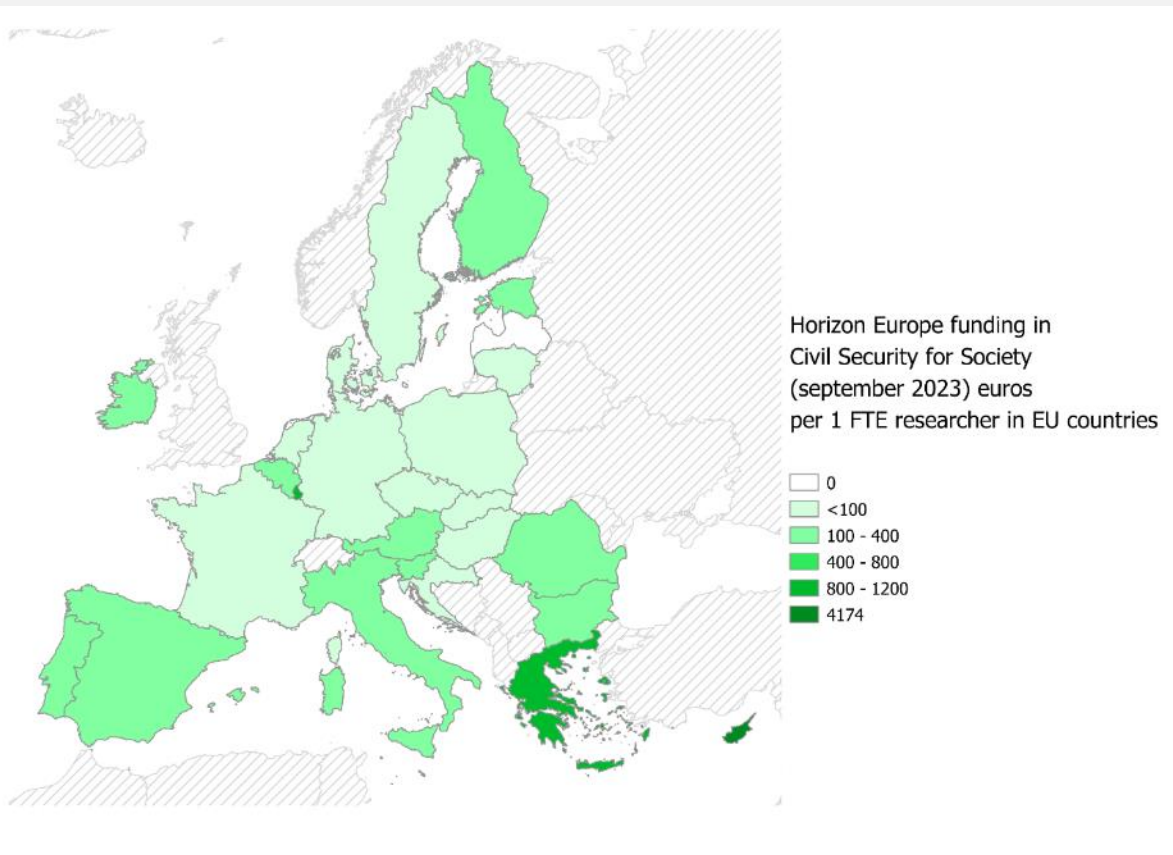 Horizon Europe funding in
Civil Security for Society
(september 2023) euros
per 1 FTE researcher in EU countries
0
<100
100 - 400
400 - 800
800 - 1200
4174